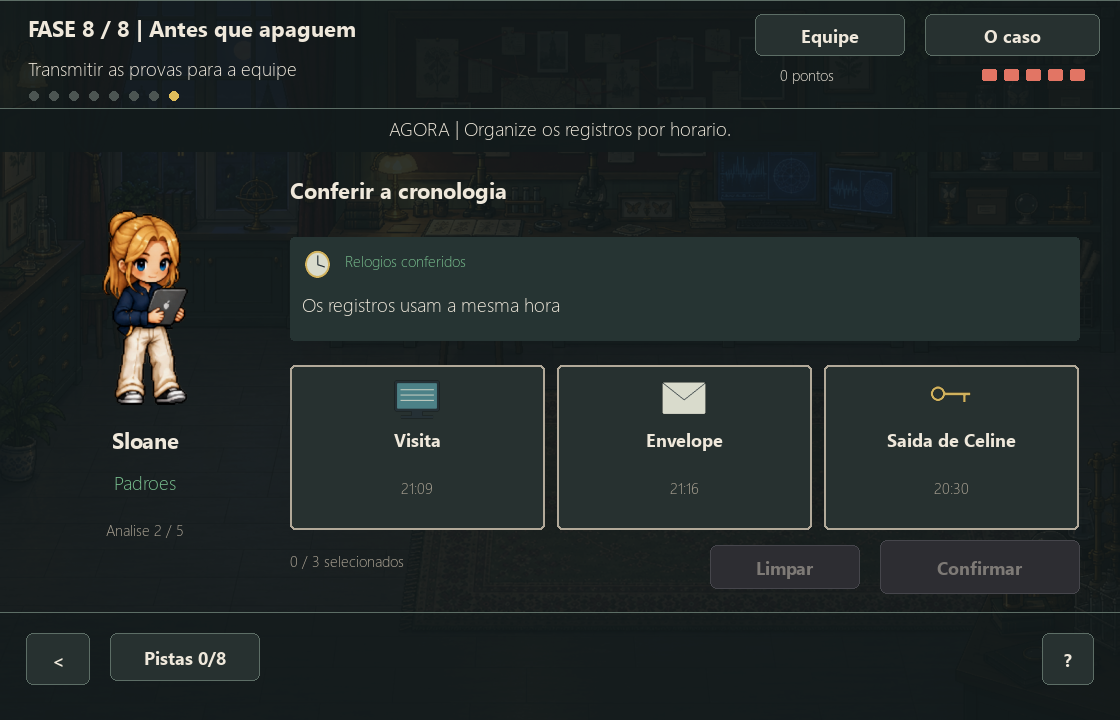 FASE 8 / 8 | Antes que apaguem
Equipe
O caso
Transmitir as provas para a equipe
0 pontos
AGORA | Organize os registros por horario.
Conferir a cronologia
Relogios conferidos
Os registros usam a mesma hora
Visita
Envelope
Saida de Celine
21:09
21:16
20:30
Sloane
Padroes
Analise 2 / 5
0 / 3 selecionados
Limpar
Confirmar
<
Pistas 0/8
?